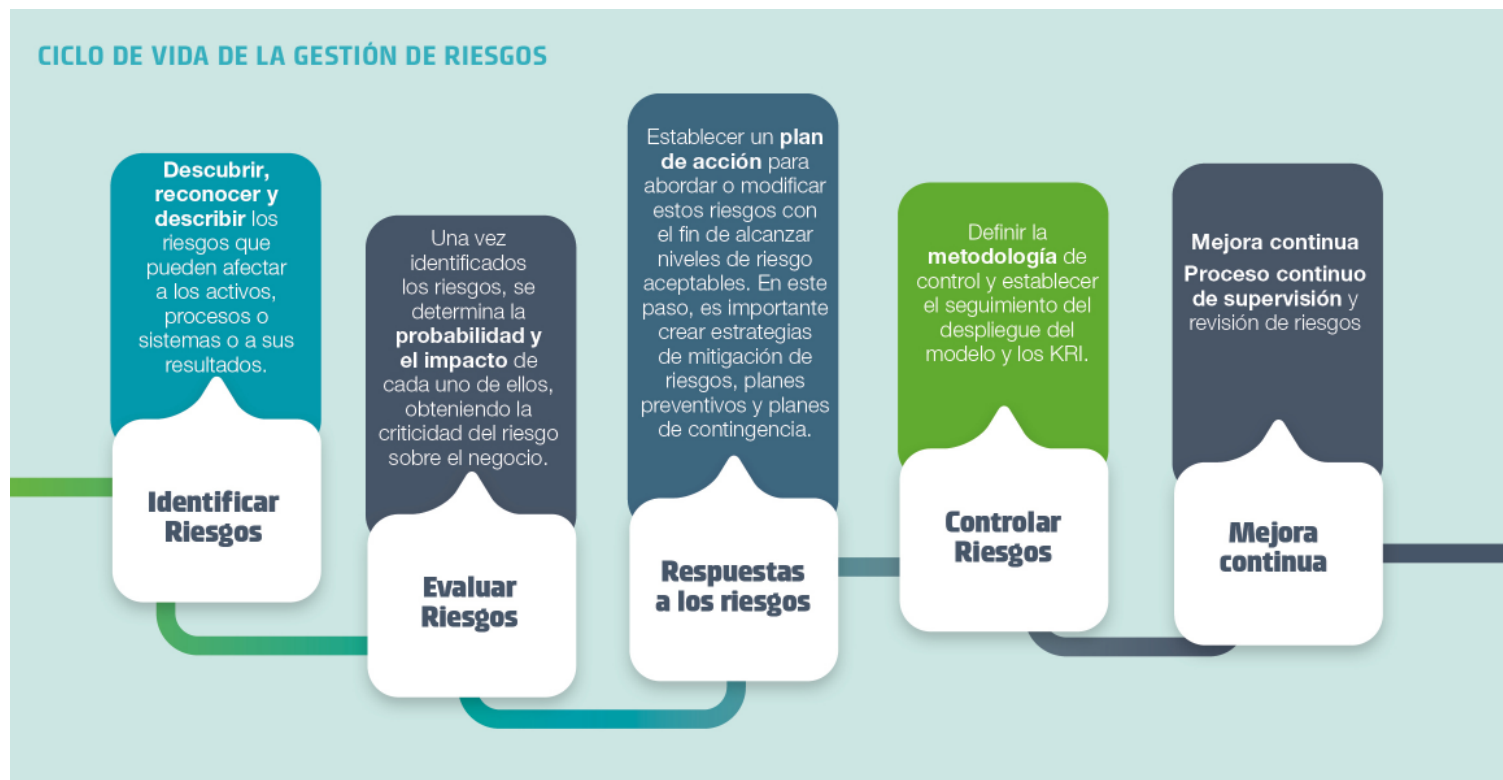 CICLO DE VIDA DE LA GESTIÓN DE RIESGOS
Descubrir,
reconocer y
describir los
riesgos que
pueden afectar
a los activos,
procesos o
sistemas o a sus
resultados.
Identificar
Riesgos
Una vez
identificados
los riesgos, se
determina la
probabilidad y
el impacto de
cada uno de ellos,
obteniendo la
criticidad del riesgo
sobre el negocio.
Evaluar
Riesgos
Establecer un plan
de acción para
abordar o modificar
estos riesgos con
el fin de alcanzar
niveles de riesgo
aceptables. En este
paso, es importante
crear estrategias
de mitigación de
riesgos, planes
preventivos y planes
de contingencia.
Respuestas
a los riesgos
Definir la
metodología de
control y establecer
el seguimiento del
despliegue del
modelo y los KRI.
Controlar
Riesgos
Mejora continua
Proceso continuo
de supervisión y
revisión de riesgos
Mejora
continua